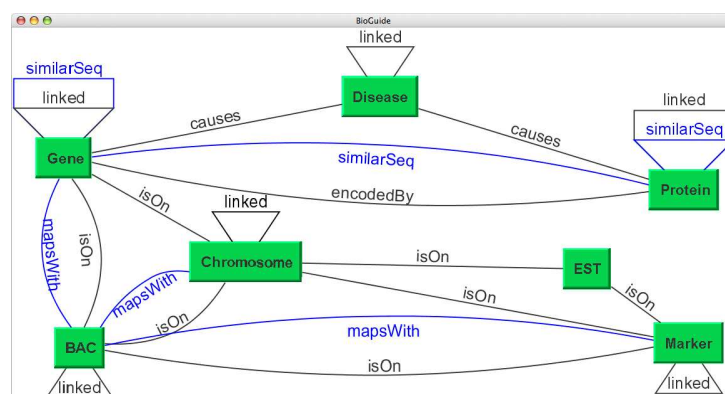 BioGuide
linked
similarSeq
linked
Disease
linked
causes
causes
similarSeq
Gene
similarSeq
Protein
encodedBy
isOn
linked
mapsWith
isOn
Chromosome
isOn
EST
mapsWith
isOn
isOn
isOn
mapsWith
BAC
Marker
isOn
linked
linked